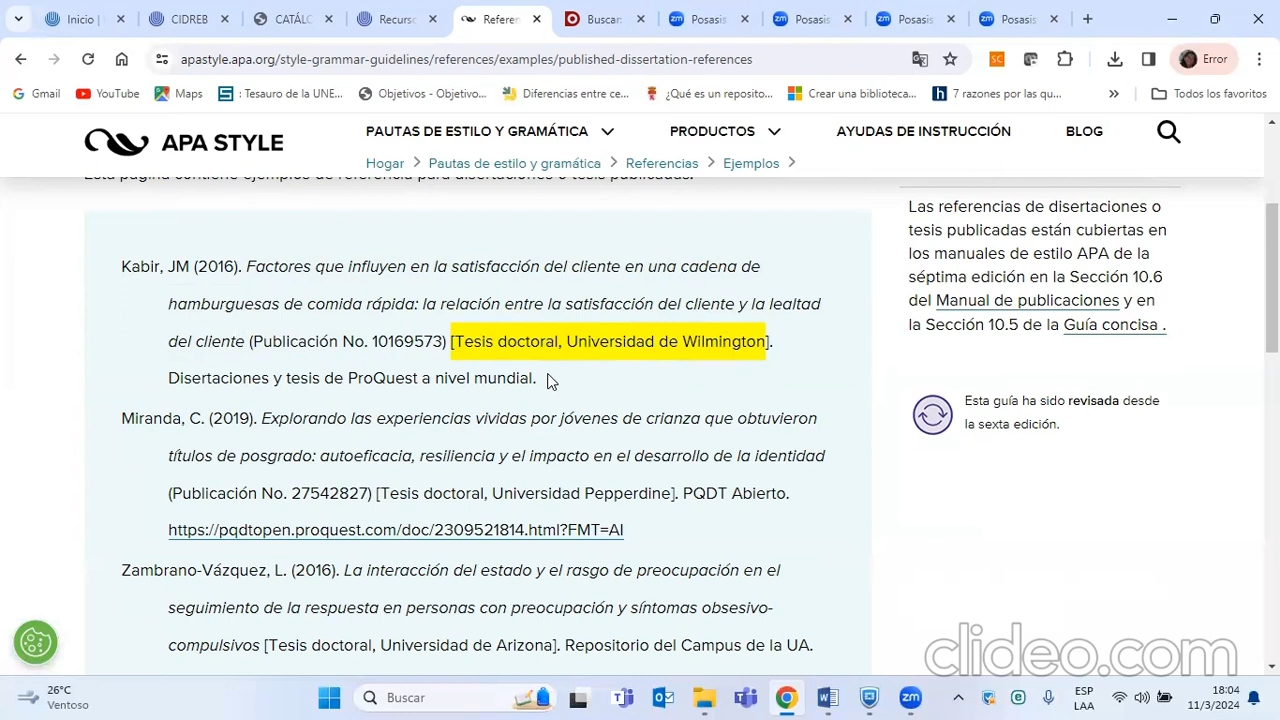 Inicio |
CIDREB
CATÁLC
Recurso
Referen
Buscan
Posasis
Posasis
Posasis
Posasis
apastyle.apa.org/style-grammar-guidelines/references/examples/published-dissertation-references
Error
Gmail
YouTube
Maps
: Tesauro de la UNE...
Objetivos - Objetivo...
Diferencias entre ce...
¿Qué es un reposito...
Crear una biblioteca...
7 razones por las qu...
»
Todos los favoritos
APA STYLE
PAUTAS DE ESTILO Y GRAMÁTICA
PRODUCTOS
AYUDAS DE INSTRUCCIÓN
BLOG
Hogar > Pautas de estilo y gramática > Referencias > Ejemplos >
Esta página contiene ejemplos de referencia para disertaciones o tesis publicadas.
Kabir, JM (2016). Factores que influyen en la satisfacción del cliente en una cadena de
hamburguesas de comida rápida: la relación entre la satisfacción del cliente y la lealtad
del cliente (Publicación No. 10169573) [Tesis doctoral, Universidad de Wilmington].
Disertaciones y tesis de ProQuest a nivel mundial.
Miranda, C. (2019). Explorando las experiencias vividas por jóvenes de crianza que obtuvieron
títulos de posgrado: autoeficacia, resiliencia y el impacto en el desarrollo de la identidad
(Publicación No. 27542827) [Tesis doctoral, Universidad Pepperdine]. PQDT Abierto.
https://pqdtopen.proquest.com/doc/2309521814.html?FMT=AI
Zambrano-Vázquez, L. (2016). La interacción del estado y el rasgo de preocupación en el
seguimiento de la respuesta en personas con preocupación y síntomas obsesivo-
compulsivos [Tesis doctoral, Universidad de Arizona]. Repositorio del Campus de la UA.
Las referencias de disertaciones o
tesis publicadas están cubiertas en
los manuales de estilo APA de la
séptima edición en la Sección 10.6
del Manual de publicaciones y en
la Sección 10.5 de la Guía concisa .
Esta guía ha sido revisada desde
la sexta edición.
clideo.com
26°C
Ventoso
Buscar
ESP
LAA
18:04
11/3/2024